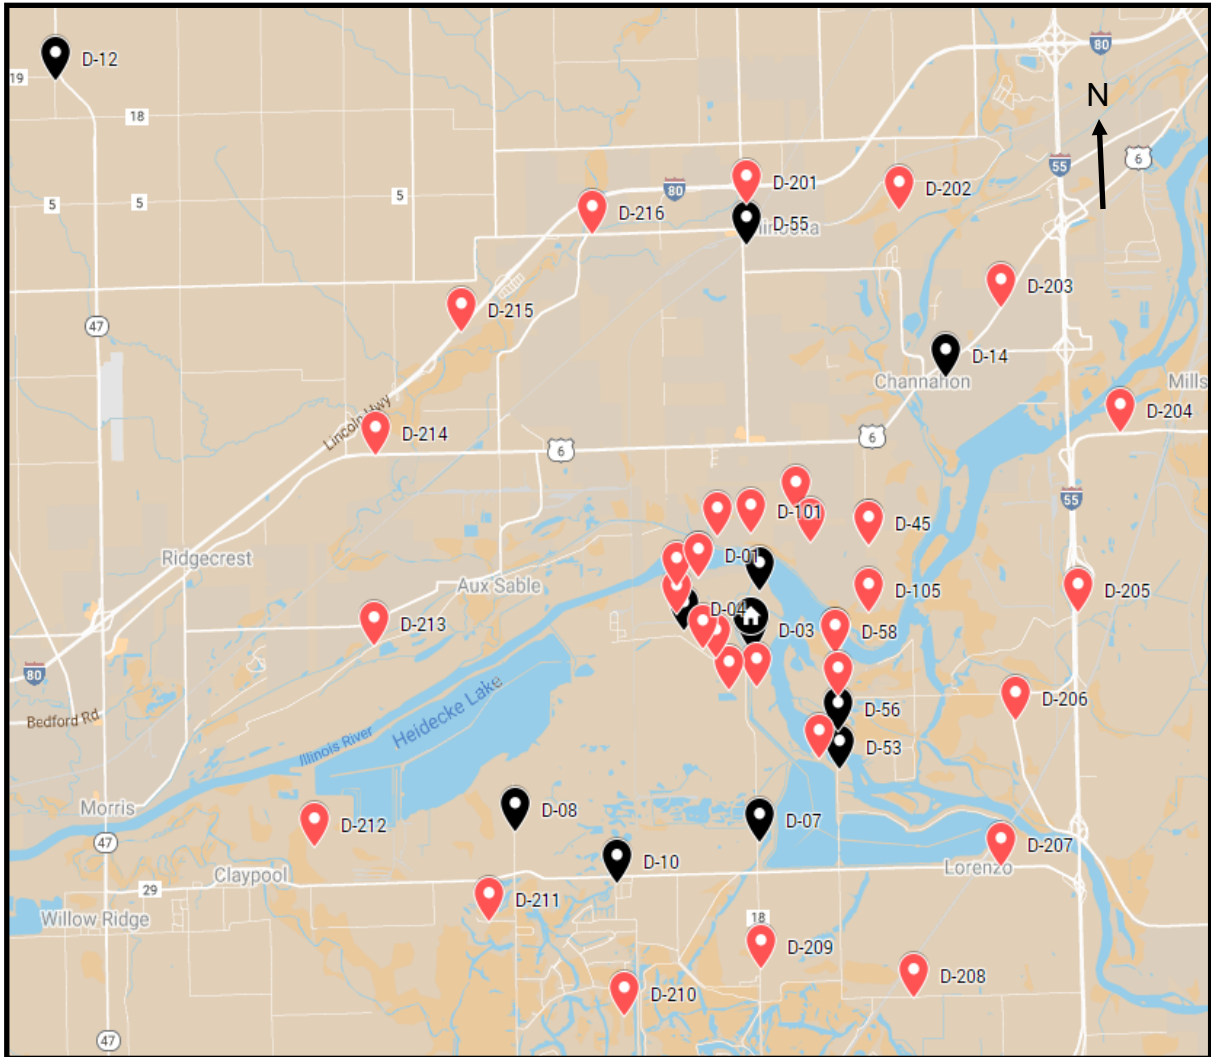 80
D-12
19
N
18
6
55
D-201
80
D-202
5
5
5
D-216
D-55
D-203
D-215
47
D-14
Channahon
Mills
D-204
Lincoln Hwy
D-214
6
6
55
D-101
D-45
Ridgecrest
D-01
Aux Sable
D-105
D-205
D-04
D-213
D-03
D-58
80
D-206
Heidecke Lake
D-56
Bedford Rd
Illinois River
D-53
Morris
D-08
D-07
D-212
47
D-207
D-10
Lorenzo
Claypool
29
D-211
Willow Ridge
18
D-209
D-208
D-210
47